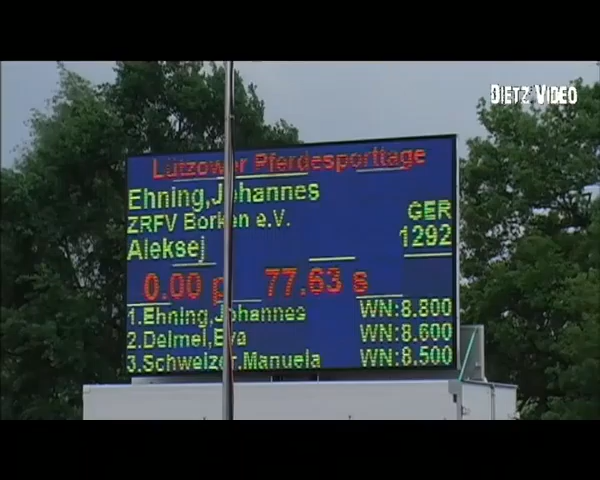 DIETZ VIDEO
Lützower Pferdesporttage
Ehning,Johannes
ZRFV Borken e.V. GER
Aleksej 1292
0.00 p 77.63 s
1.Ehning,Johannes WN:8.800
2.Deimel,Eva WN:8.600
3.Schweizer,Manuela WN:8.500